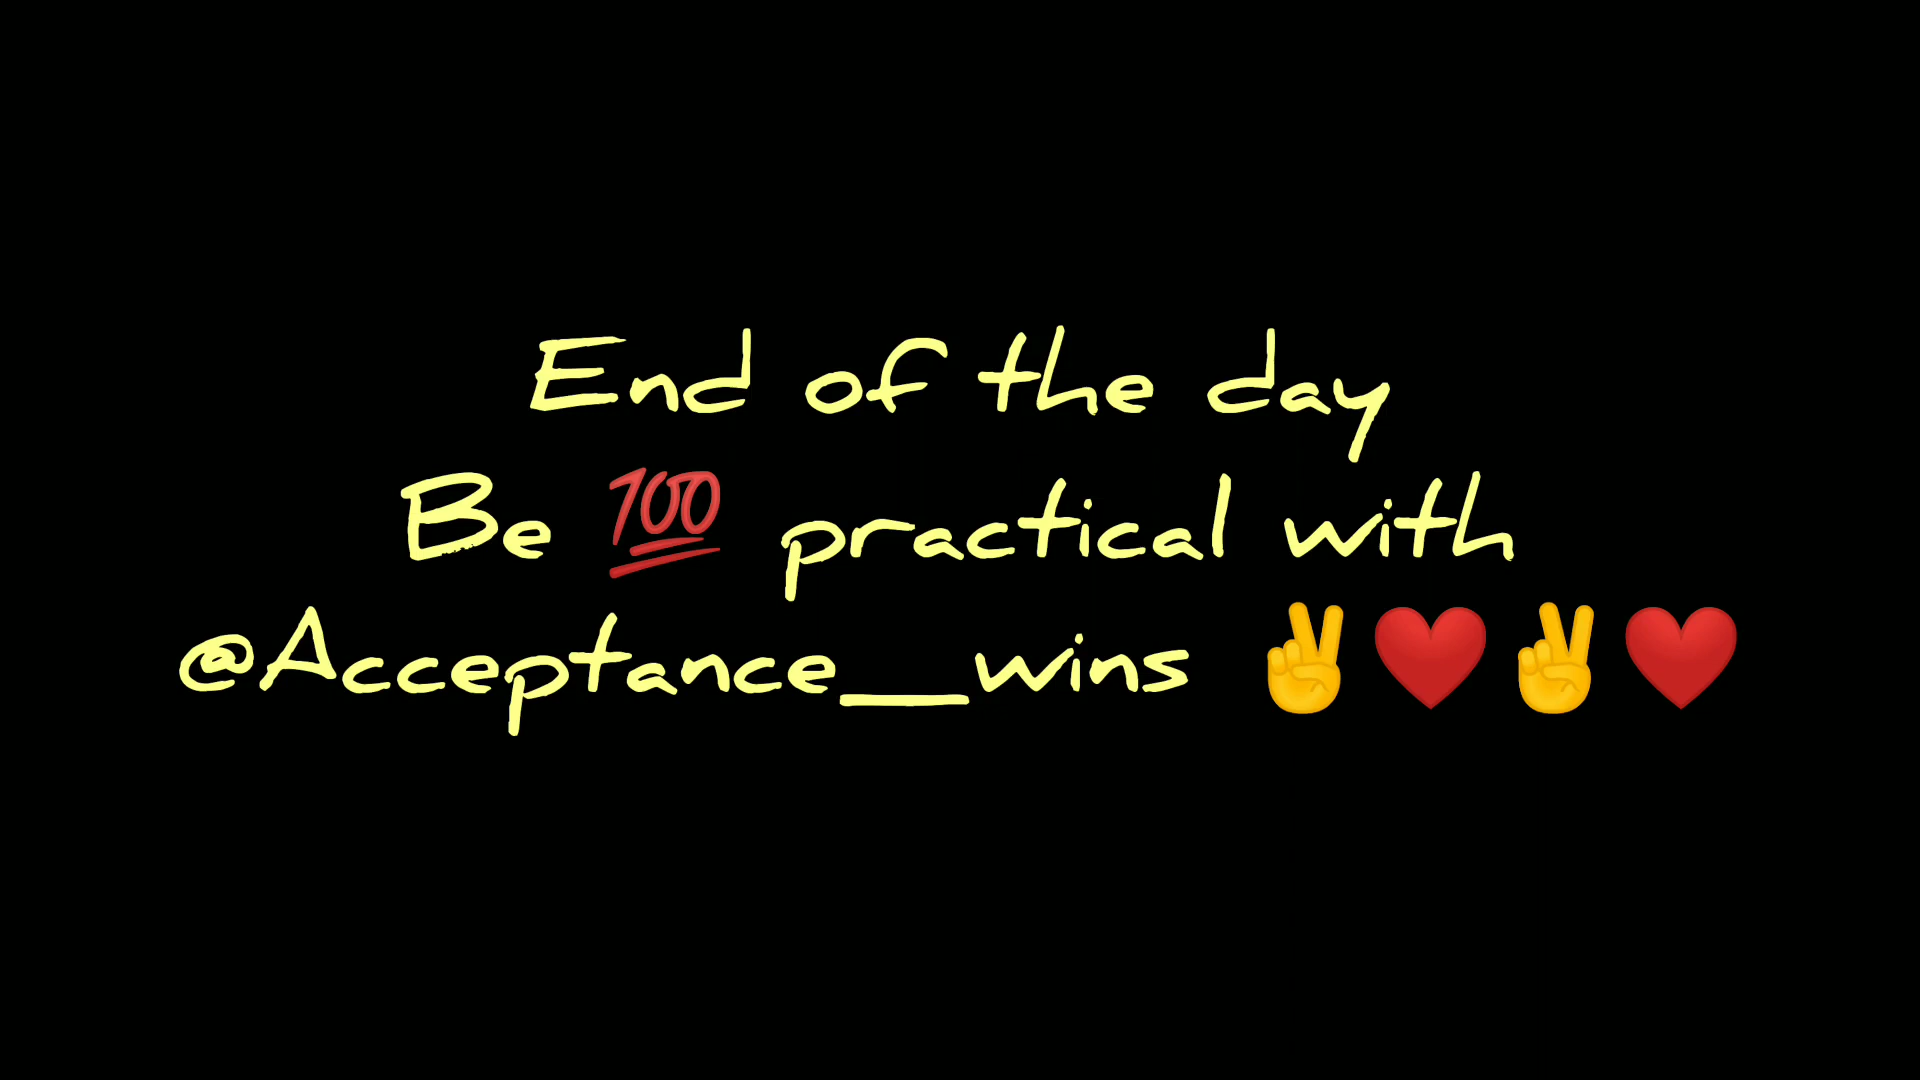 End of the day
Be 💯 practical with
@Acceptance__wins ✌️❤️✌️❤️